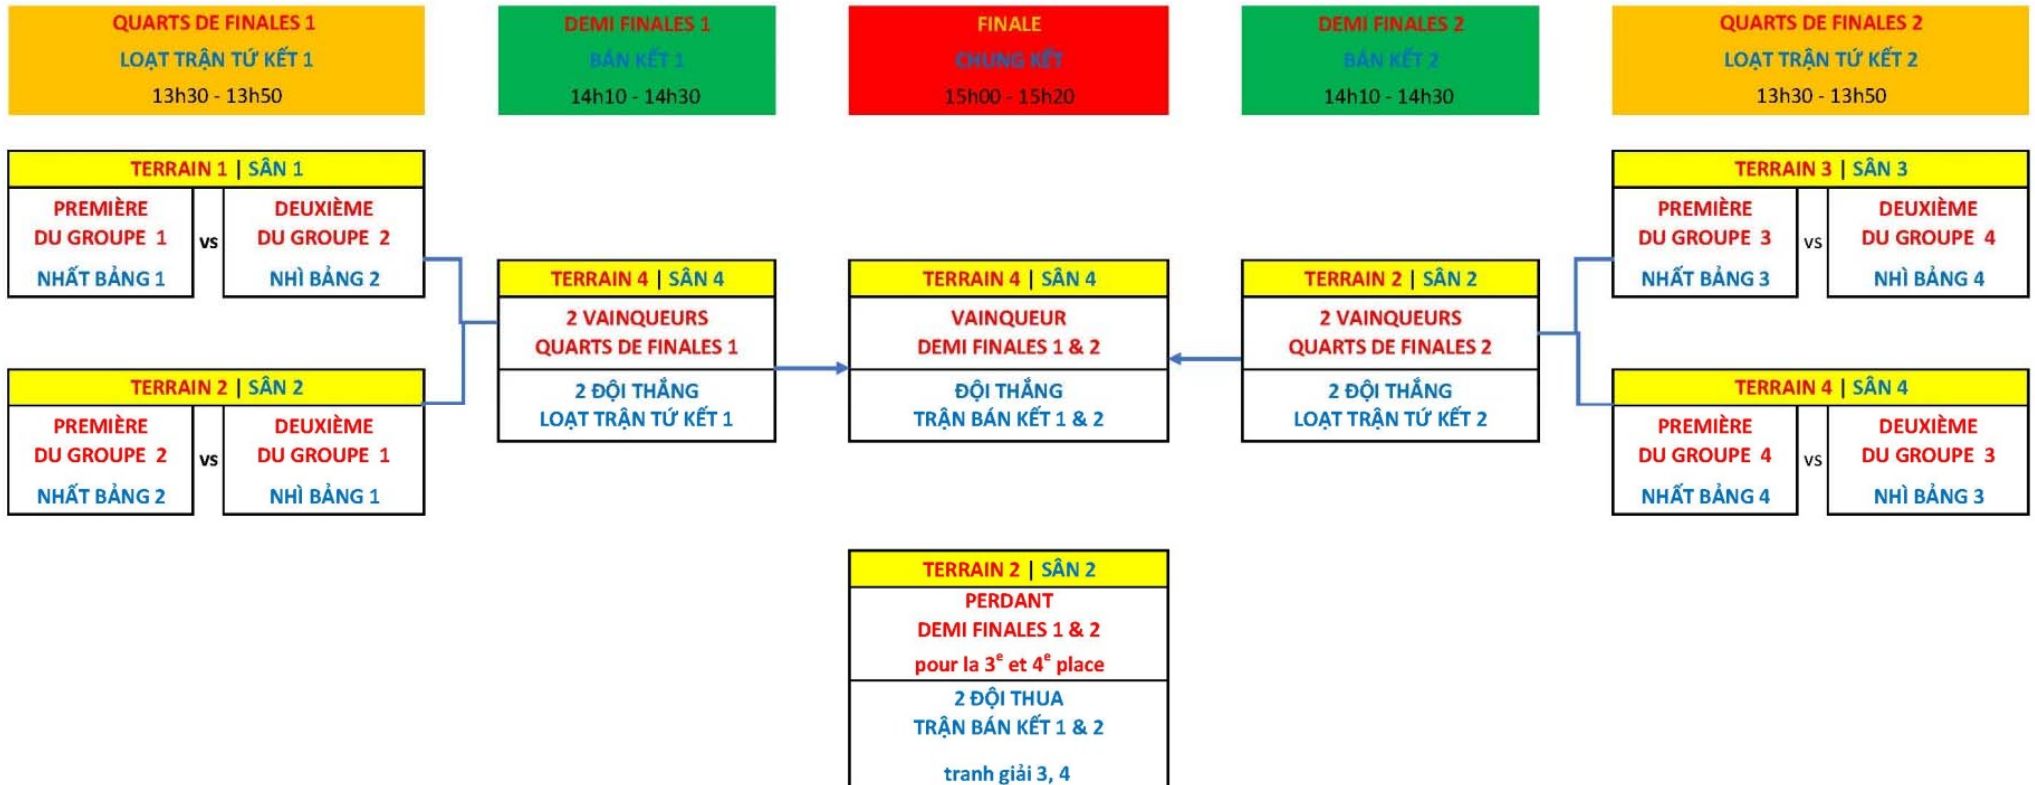 QUARTS DE FINALES 1
LOẠT TRẬN TỨ KẾT 1
13h30 - 13h50
DEMI FINALES 1
BÁN KẾT 1
14h10 - 14h30
FINALE
CHUNG KẾT
15h00 - 15h20
DEMI FINALES 2
BÁN KẾT 2
14h10 - 14h30
QUARTS DE FINALES 2
LOẠT TRẬN TỨ KẾT 2
13h30 - 13h50
TERRAIN 1 | SÂN 1
PREMIÈRE
DU GROUPE 1
NHẤT BẢNG 1
vs
DEUXIÈME
DU GROUPE 2
NHÌ BẢNG 2
TERRAIN 2 | SÂN 2
PREMIÈRE
DU GROUPE 2
NHẤT BẢNG 2
vs
DEUXIÈME
DU GROUPE 1
NHÌ BẢNG 1
TERRAIN 4 | SÂN 4
2 VAINQUEURS
QUARTS DE FINALES 1
2 ĐỘI THẮNG
LOẠT TRẬN TỨ KẾT 1
TERRAIN 4 | SÂN 4
VAINQUEUR
DEMI FINALES 1 & 2
ĐỘI THẮNG
TRẬN BÁN KẾT 1 & 2
TERRAIN 2 | SÂN 2
2 VAINQUEURS
QUARTS DE FINALES 2
2 ĐỘI THẮNG
LOẠT TRẬN TỨ KẾT 2
TERRAIN 3 | SÂN 3
PREMIÈRE
DU GROUPE 3
NHẤT BẢNG 3
vs
DEUXIÈME
DU GROUPE 4
NHÌ BẢNG 4
TERRAIN 4 | SÂN 4
PREMIÈRE
DU GROUPE 4
NHẤT BẢNG 4
vs
DEUXIÈME
DU GROUPE 3
NHÌ BẢNG 3
TERRAIN 2 | SÂN 2
PERDANT
DEMI FINALES 1 & 2
pour la 3e et 4e place
2 ĐỘI THUA
TRẬN BÁN KẾT 1 & 2
tranh giải 3, 4